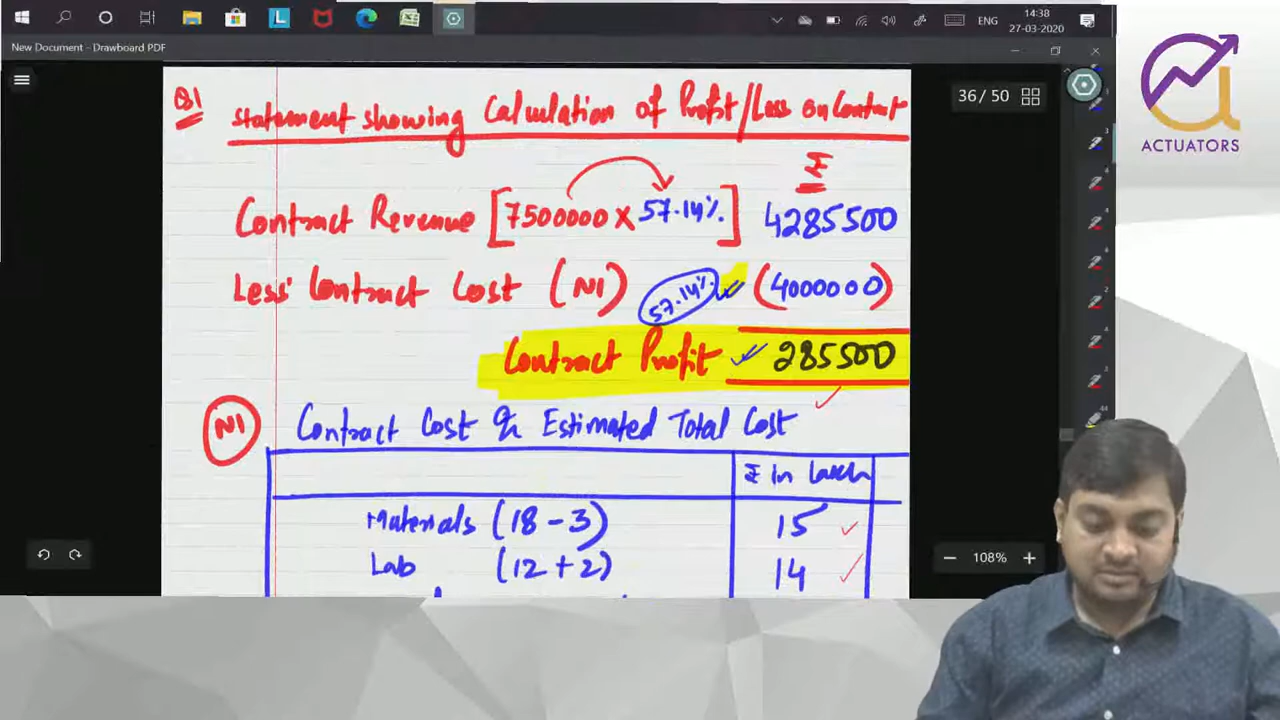 14:38
ENG
27-03-2020
New Document - Drawboard PDF
36 / 50
ACTUATORS
Q1 Statement showing Calculation of Profit/Loss on Contract
₹
Contract Revenue [7500000 x 57.14%] 4285500
Less: Contract Cost (N1) 57.14% (4000000)
Contract Profit 285500
N1 Contract Cost & Estimated Total Cost
₹ in Lakh
Materials (18 - 3) 15
Lab (12 + 2) 14
108%